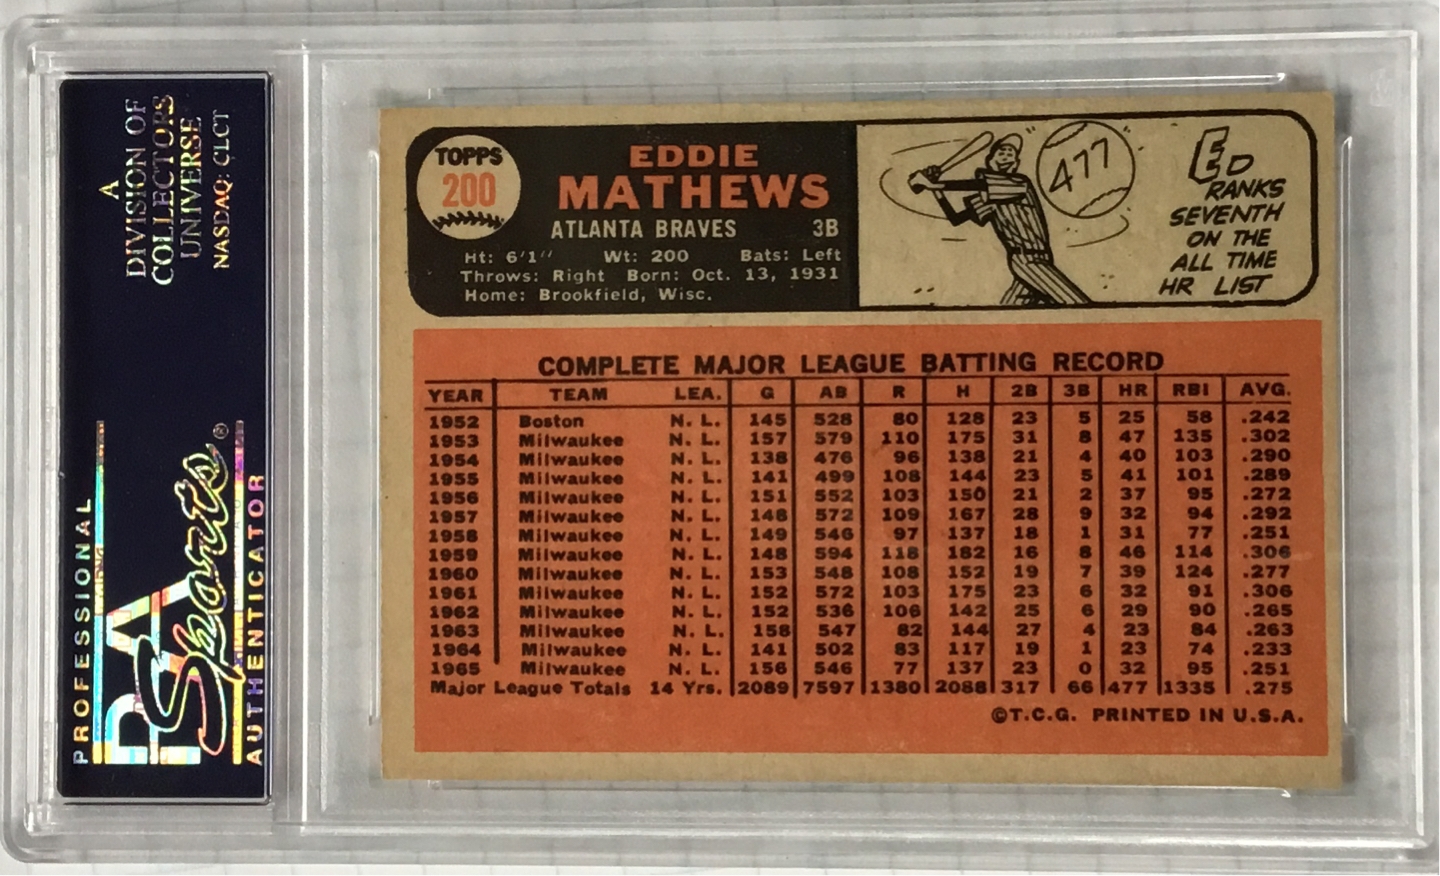 A
DIVISION OF
COLLECTORS
UNIVERSE
NASDAQ: CLCT
PROFESSIONAL
PSA
Sports®
AUTHENTICATOR
TOPPS
200
EDDIE
MATHEWS
ATLANTA BRAVES 3B
Ht: 6'1" Wt: 200 Bats: Left
Throws: Right Born: Oct. 13, 1931
Home: Brookfield, Wisc.
477
ED
RANKS
SEVENTH
ON THE
ALL TIME
HR LIST
COMPLETE MAJOR LEAGUE BATTING RECORD
YEAR TEAM LEA. G AB R H 2B 3B HR RBI AVG.
1952 Boston N. L. 145 528 80 128 23 5 25 58 .242
1953 Milwaukee N. L. 157 579 110 175 31 8 47 135 .302
1954 Milwaukee N. L. 138 476 96 138 21 4 40 103 .290
1955 Milwaukee N. L. 141 499 108 144 23 5 41 101 .289
1956 Milwaukee N. L. 151 552 103 150 21 2 37 95 .272
1957 Milwaukee N. L. 148 572 109 167 28 9 32 94 .292
1958 Milwaukee N. L. 149 546 97 137 18 1 31 77 .251
1959 Milwaukee N. L. 148 594 118 182 16 8 46 114 .306
1960 Milwaukee N. L. 153 548 108 152 19 7 39 124 .277
1961 Milwaukee N. L. 152 572 103 175 23 6 32 91 .306
1962 Milwaukee N. L. 152 536 106 142 25 6 29 90 .265
1963 Milwaukee N. L. 158 547 82 144 27 4 23 84 .263
1964 Milwaukee N. L. 141 502 83 117 19 1 23 74 .233
1965 Milwaukee N. L. 156 546 77 137 23 0 32 95 .251
Major League Totals 14 Yrs. 2089 7597 1380 2088 317 66 477 1335 .275
©T.C.G. PRINTED IN U.S.A.